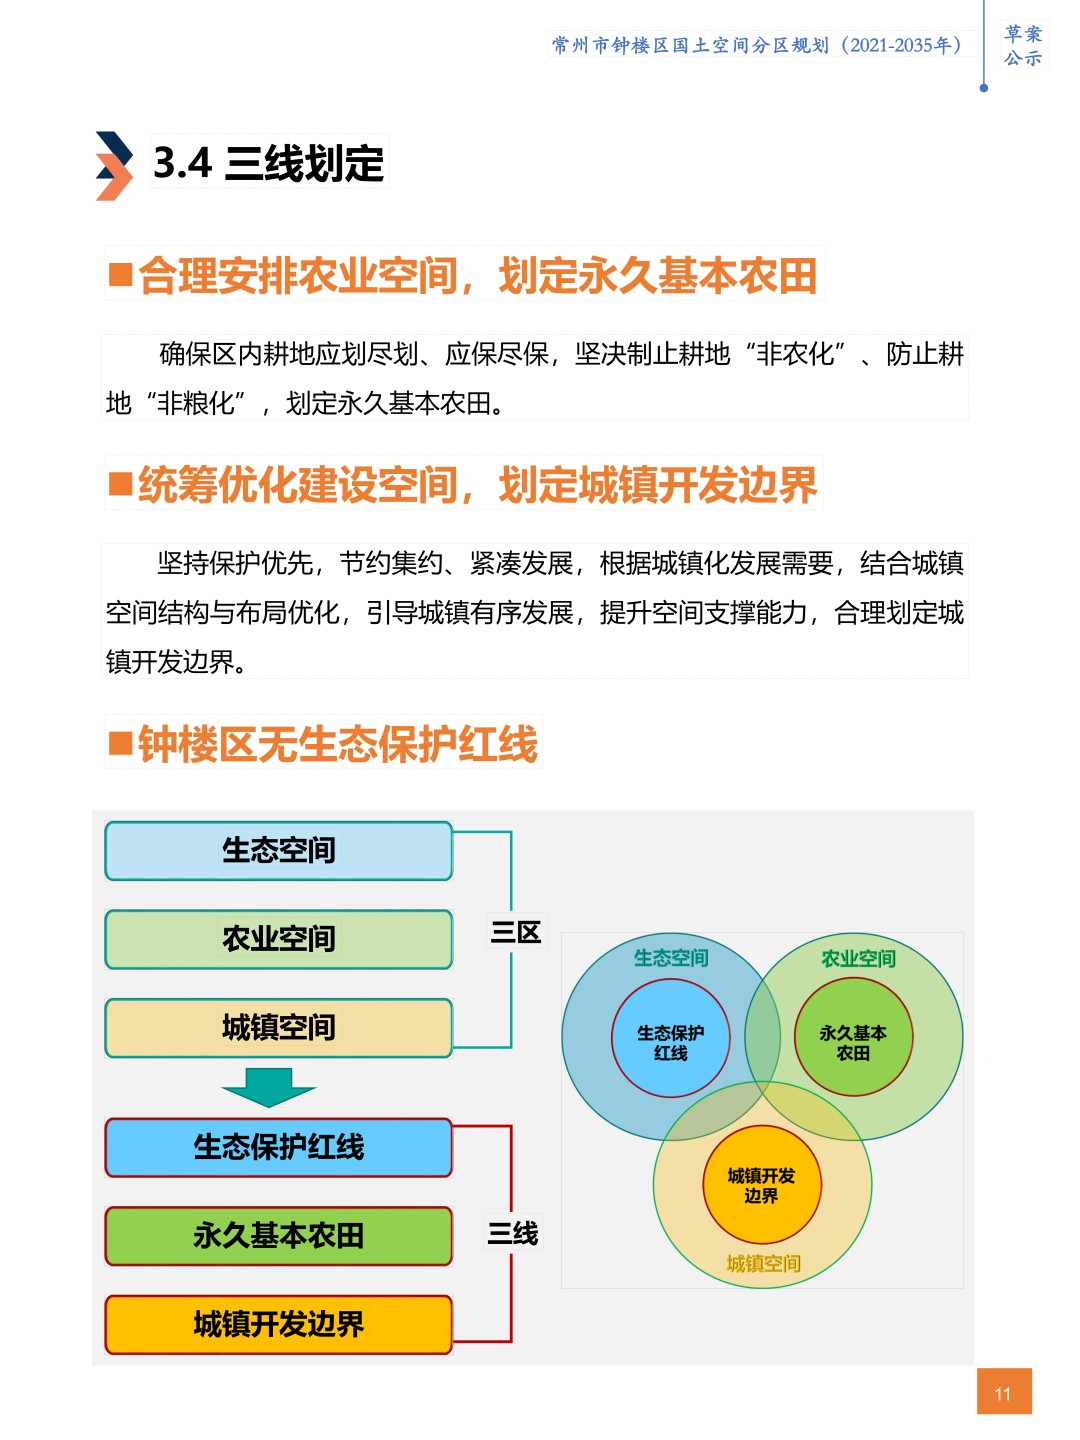 常州市钟楼区国土空间分区规划（2021-2035年）
草案
公示
3.4 三线划定
■合理安排农业空间，划定永久基本农田
确保区内耕地应划尽划、应保尽保，坚决制止耕地“非农化”、防止耕
地“非粮化”，划定永久基本农田。
■统筹优化建设空间，划定城镇开发边界
坚持保护优先，节约集约、紧凑发展，根据城镇化发展需要，结合城镇
空间结构与布局优化，引导城镇有序发展，提升空间支撑能力，合理划定城
镇开发边界。
■钟楼区无生态保护红线
生态空间
农业空间
城镇空间
三区
生态保护红线
永久基本农田
城镇开发边界
三线
生态空间
农业空间
生态保护
红线
永久基本
农田
城镇开发
边界
城镇空间
11